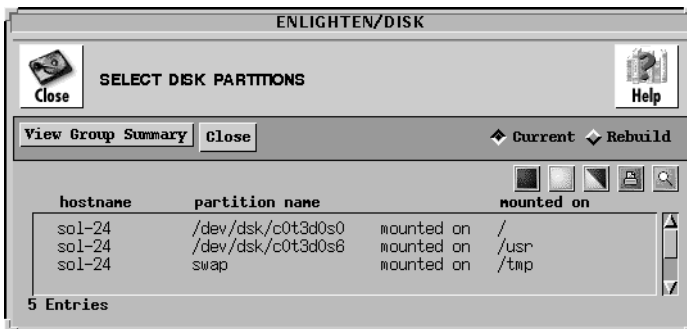 ENLIGHTEN/DISK
SELECT DISK PARTITIONS
Close
Help
View Group Summary Close Current Rebuild
hostname partition name mounted on
sol-24 /dev/dsk/c0t3d0s0 mounted on /
sol-24 /dev/dsk/c0t3d0s6 mounted on /usr
sol-24 swap mounted on /tmp
5 Entries